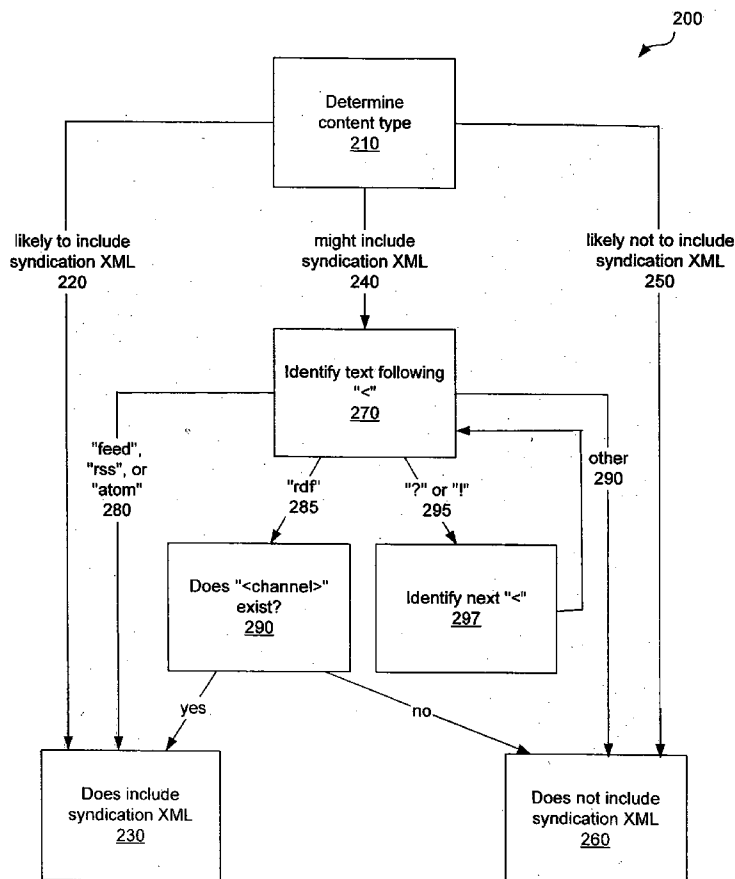 200
Determine
content type
210
likely to include
syndication XML
220
might include
syndication XML
240
likely not to include
syndication XML
250
Identify text following
"<"
270
"feed",
"rss", or
"atom"
280
"rdf"
285
"?" or "!"
295
other
290
Does "<channel>"
exist?
290
Identify next "<"
297
yes
no
Does include
syndication XML
230
Does not include
syndication XML
260